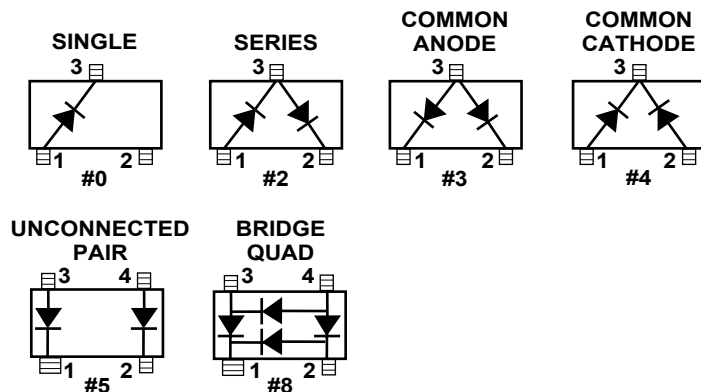 SINGLE
3
1 2
#0
SERIES
3
1 2
#2
COMMON
ANODE
3
1 2
#3
COMMON
CATHODE
3
1 2
#4
UNCONNECTED
PAIR
3 4
1 2
#5
BRIDGE
QUAD
3 4
1 2
#8